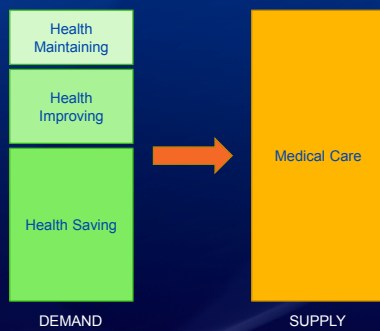 Health
Maintaining
Health
Improving
Health Saving
Medical Care
DEMAND
SUPPLY